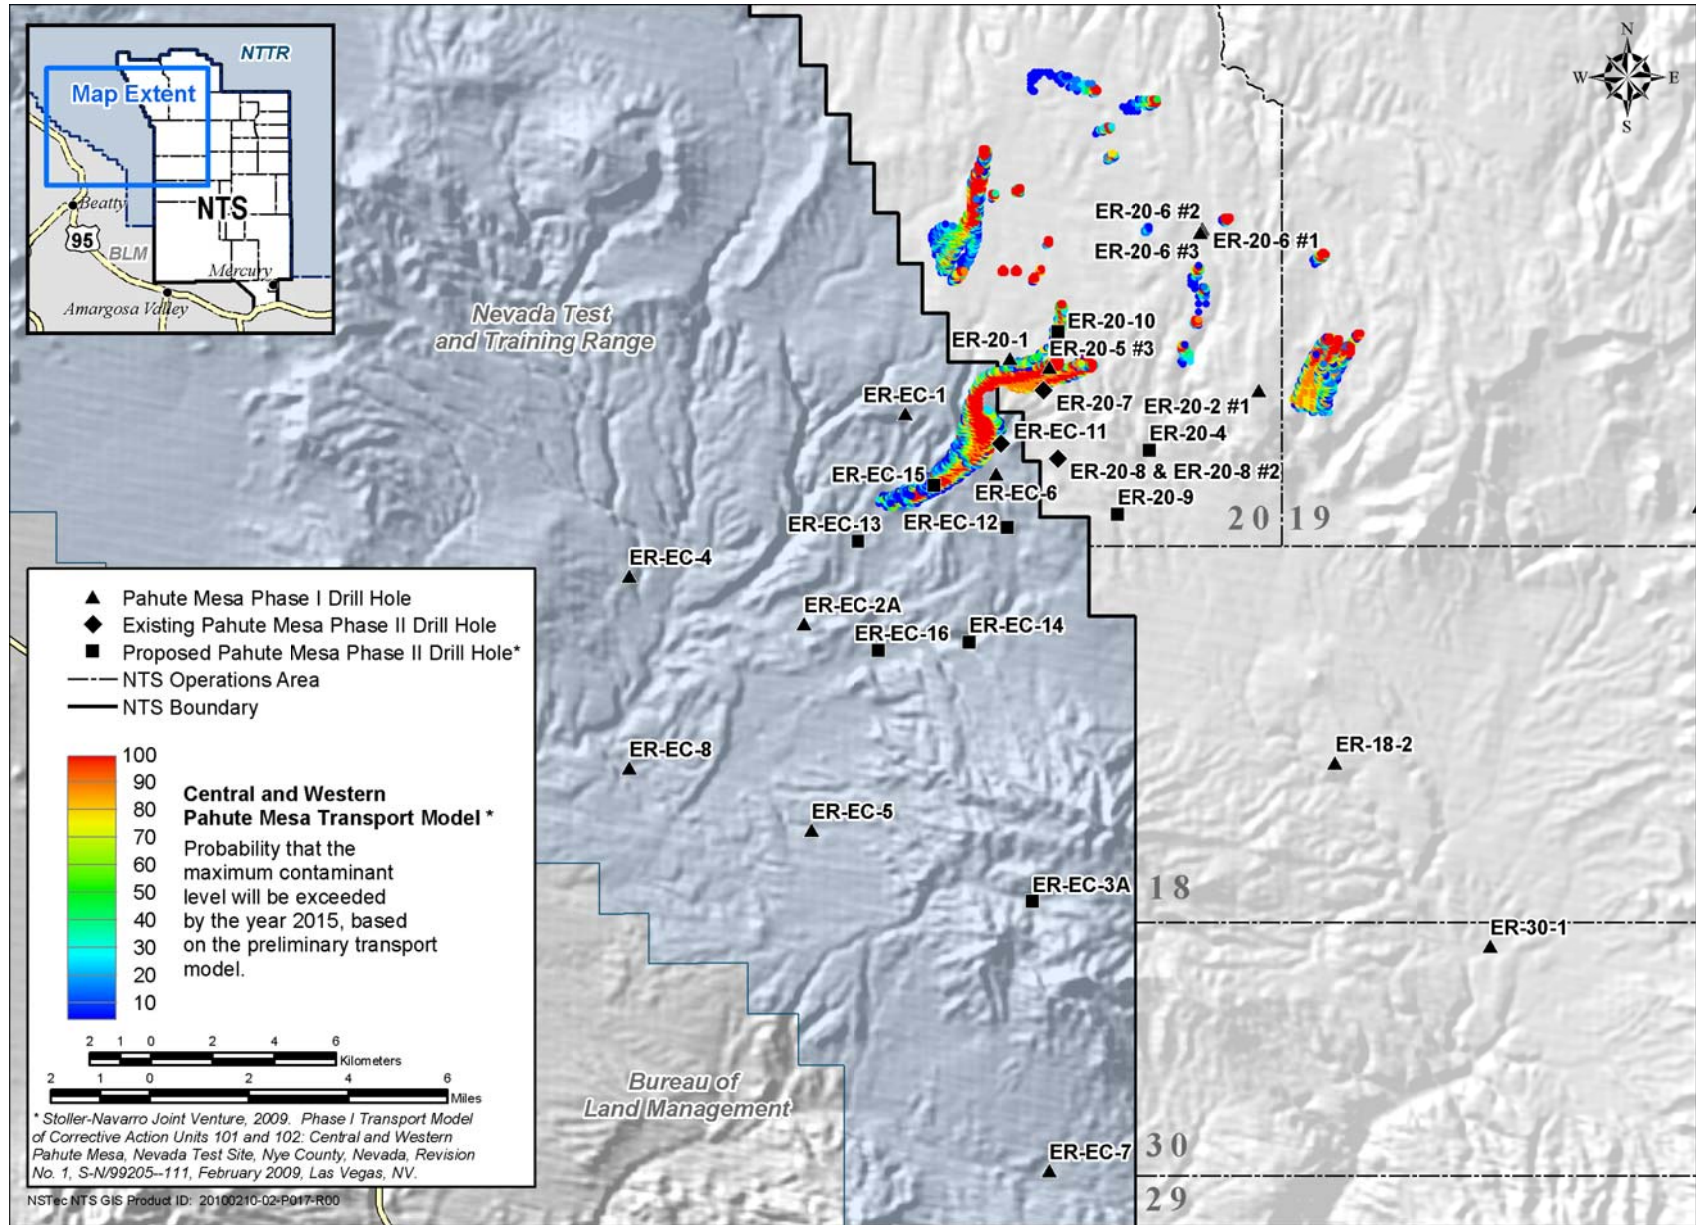 NTTR
Map Extent
NTS
Beatty
95
BLM
Mercury
Amargosa Valley
N
W E
S
Nevada Test
and Training Range
ER-20-6 #2
ER-20-6 #1
ER-20-6 #3
ER-20-10
ER-20-1
ER-20-5 #3
ER-EC-1
ER-20-7
ER-20-2 #1
ER-EC-11
ER-20-4
ER-EC-15
ER-20-8 & ER-20-8 #2
ER-EC-6
ER-20-9
ER-EC-13
ER-EC-12
20 19
ER-EC-4
ER-EC-2A
ER-EC-16
ER-EC-14
ER-EC-8
ER-18-2
ER-EC-5
ER-EC-3A
18
ER-30-1
Bureau of
Land Management
30
ER-EC-7
29
Pahute Mesa Phase I Drill Hole
Existing Pahute Mesa Phase II Drill Hole
Proposed Pahute Mesa Phase II Drill Hole*
NTS Operations Area
NTS Boundary
100
90
80
70
60
50
40
30
20
10
Central and Western
Pahute Mesa Transport Model *
Probability that the
maximum contaminant
level will be exceeded
by the year 2015, based
on the preliminary transport
model.
2 1 0 2 4 6
Kilometers
2 1 0 2 4 6
Miles
* Stoller-Navarro Joint Venture, 2009. Phase I Transport Model
of Corrective Action Units 101 and 102: Central and Western
Pahute Mesa, Nevada Test Site, Nye County, Nevada, Revision
No. 1, S-N/99205--111, February 2009, Las Vegas, NV.
NSTec NTS GIS Product ID: 20100210-02-P017-R00